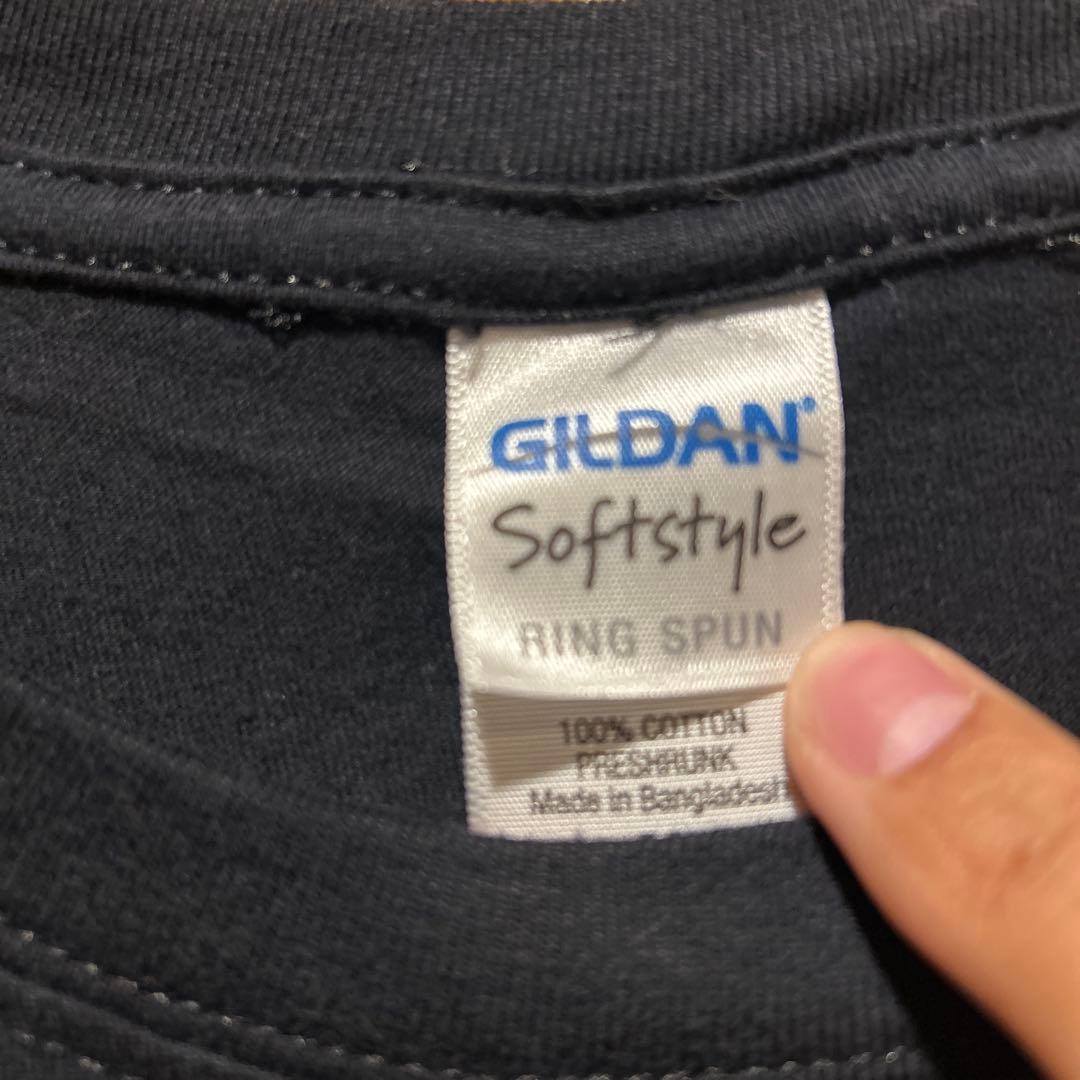 GILDAN®
Softstyle
RING SPUN
100% COTTON
PRESHRUNK
Made in Bangladesh